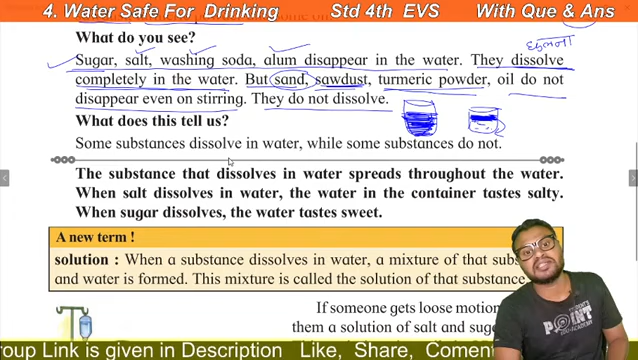 4. Water Safe For Drinking Std 4th EVS With Que & Ans
What do you see?
Sugar, salt, washing soda, alum disappear in the water. They dissolve
completely in the water. But sand, sawdust, turmeric powder, oil do not
disappear even on stirring. They do not dissolve.
What does this tell us?
Some substances dissolve in water, while some substances do not.
The substance that dissolves in water spreads throughout the water.
When salt dissolves in water, the water in the container tastes salty.
When sugar dissolves, the water tastes sweet.
A new term !
solution : When a substance dissolves in water, a mixture of that
and water is formed. This mixture is called the solution of that substance
If someone gets loose motion
them a solution of salt and
POINT
roup Link is given in Description Like, Share, Comen